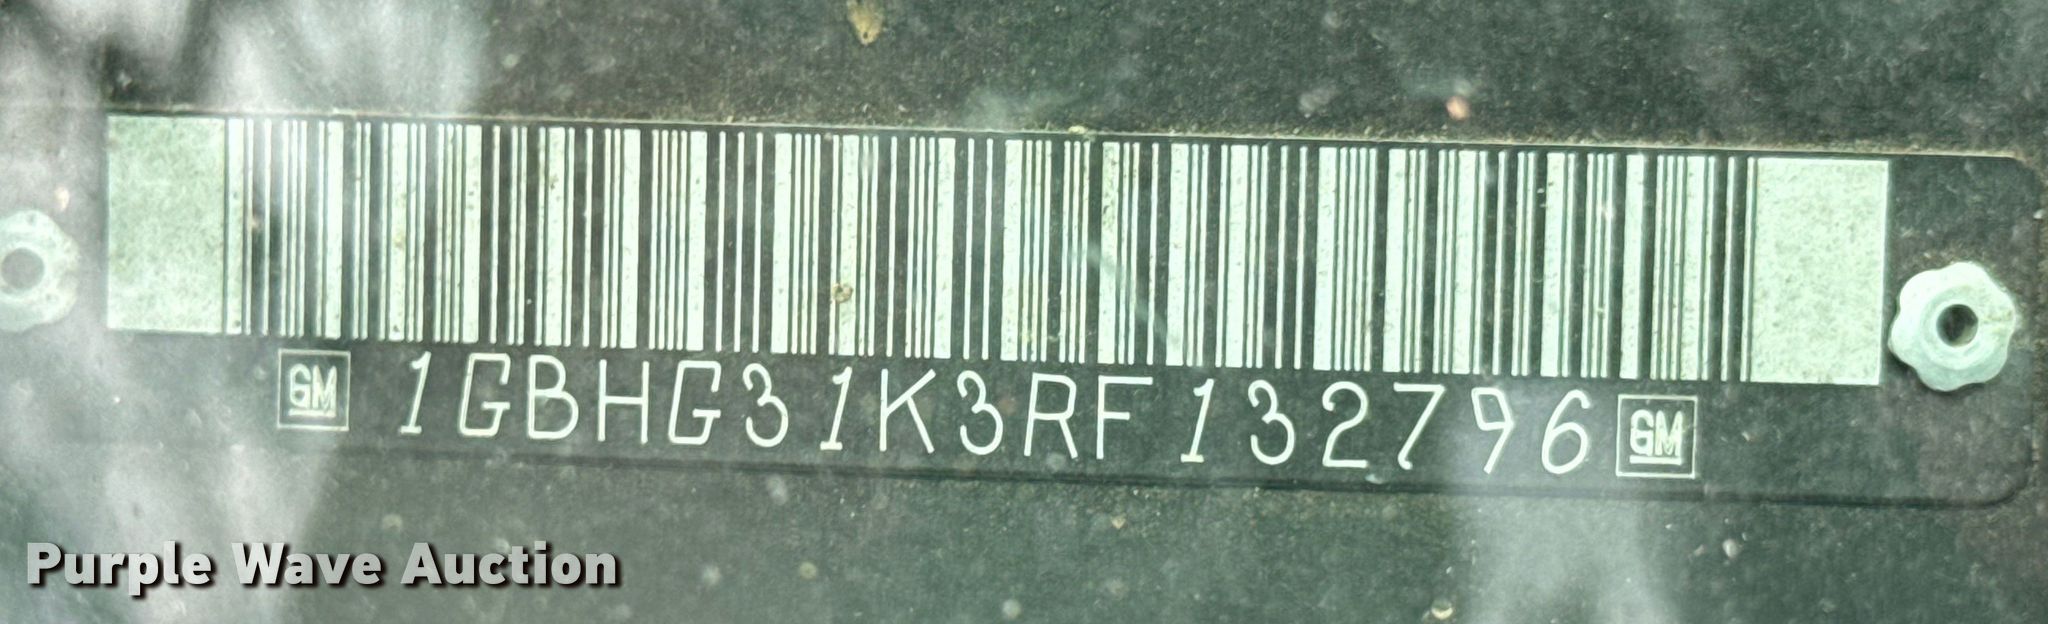 GM 1GBHG31K3RF132796 GM
Purple Wave Auction